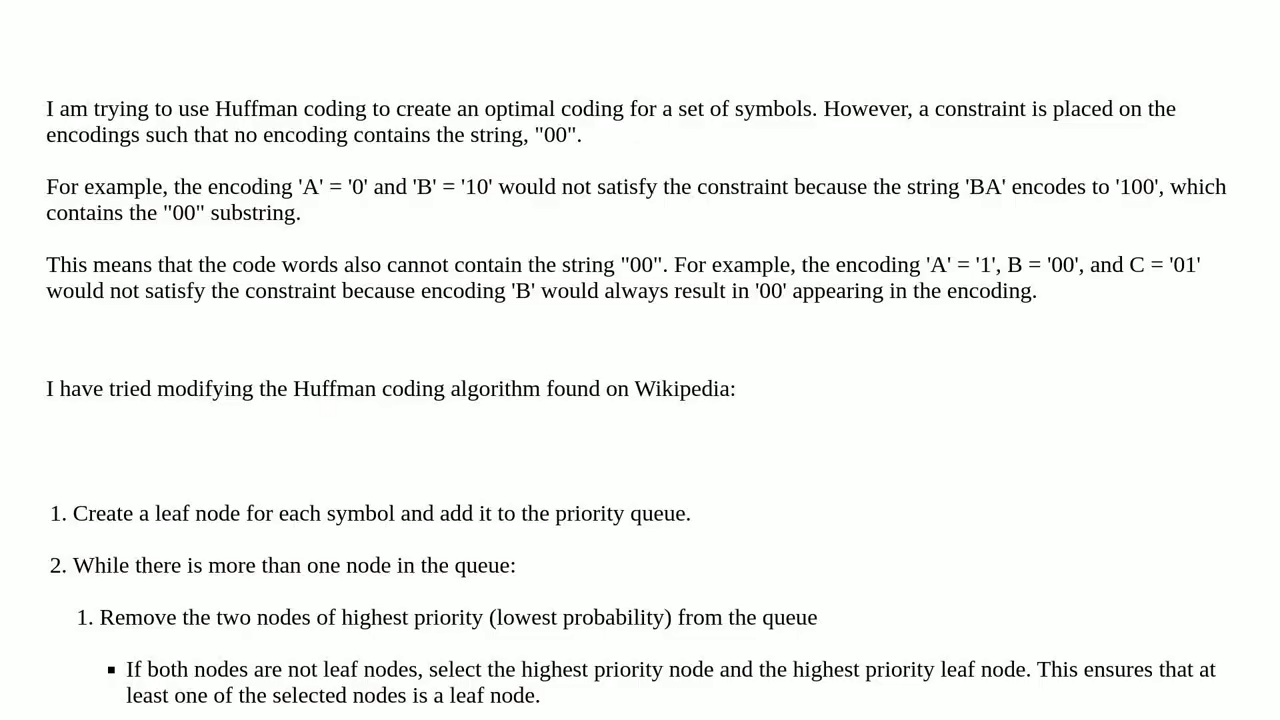 I am trying to use Huffman coding to create an optimal coding for a set of symbols. However, a constraint is placed on the
encodings such that no encoding contains the string, "00".
For example, the encoding 'A' = '0' and 'B' = '10' would not satisfy the constraint because the string 'BA' encodes to '100', which
contains the "00" substring.
This means that the code words also cannot contain the string "00". For example, the encoding 'A' = '1', B = '00', and C = '01'
would not satisfy the constraint because encoding 'B' would always result in '00' appearing in the encoding.
I have tried modifying the Huffman coding algorithm found on Wikipedia:
1. Create a leaf node for each symbol and add it to the priority queue.
2. While there is more than one node in the queue:
1. Remove the two nodes of highest priority (lowest probability) from the queue
▪ If both nodes are not leaf nodes, select the highest priority node and the highest priority leaf node. This ensures that at
least one of the selected nodes is a leaf node.